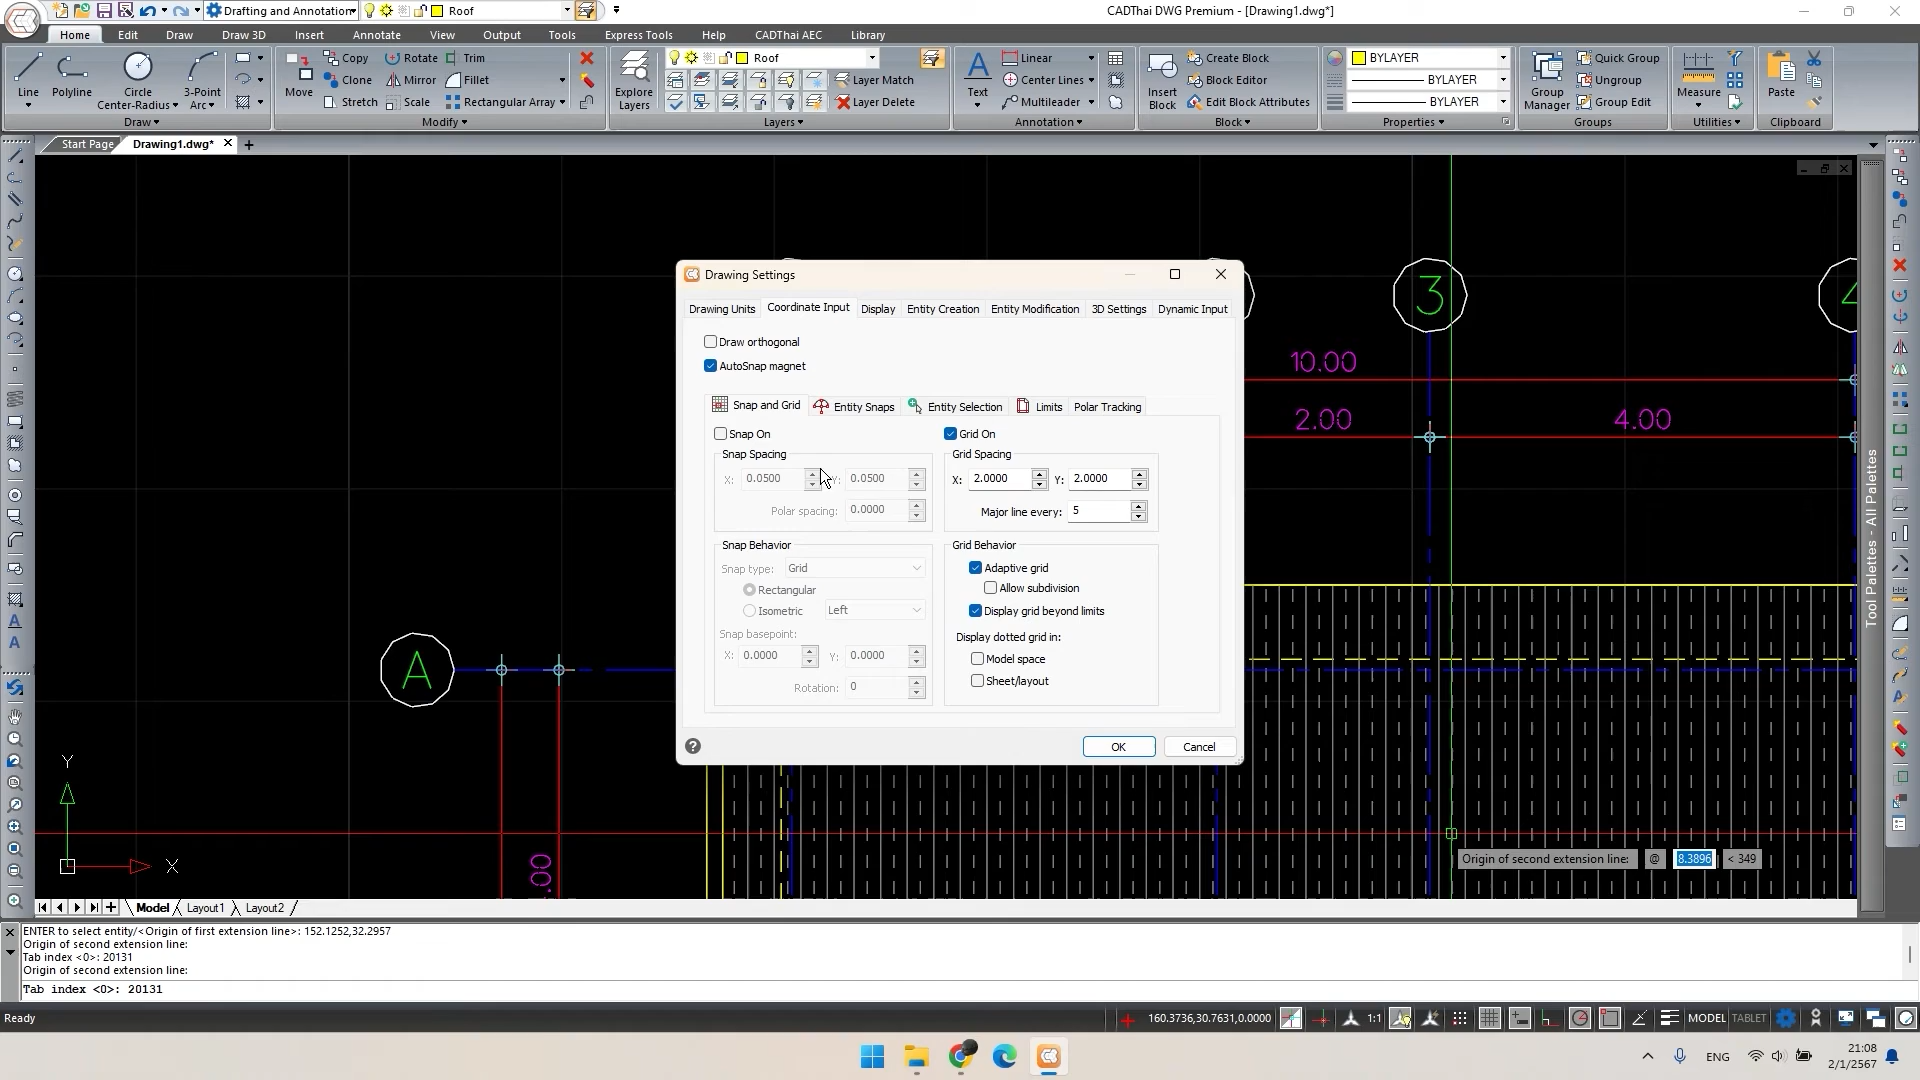 Drafting and Annotation
Roof
CADThai DWG Premium - [Drawing1.dwg*]
Home Edit Draw Draw 3D Insert Annotate View Output Tools Express Tools Help CADThai AEC Library
Line
Polyline
Circle
Center-Radius
3-Point
Arc
Draw
Move
Copy
Rotate
Trim
Clone
Mirror
Fillet
Stretch
Scale
Rectangular Array
Modify
Explore
Layers
Roof
Layer Match
Layer Delete
Layers
Text
Linear
Center Lines
Multileader
Annotation
Insert
Block
Create Block
Block Editor
Edit Block Attributes
Block
BYLAYER
BYLAYER
BYLAYER
Properties
Group
Manager
Quick Group
Ungroup
Group Edit
Groups
Measure
Utilities
Paste
Clipboard
Start Page
Drawing1.dwg*
Drawing Settings
Drawing Units Coordinate Input Display Entity Creation Entity Modification 3D Settings Dynamic Input
Draw orthogonal
AutoSnap magnet
Snap and Grid Entity Snaps Entity Selection Limits Polar Tracking
Snap On
Snap Spacing
X: 0.0500 Y: 0.0500
Polar spacing: 0.0000
Snap Behavior
Snap type: Grid
Rectangular
Isometric Left
Snap basepoint:
X: 0.0000 Y: 0.0000
Rotation: 0
Grid On
Grid Spacing
X: 2.0000 Y: 2.0000
Major line every: 5
Grid Behavior
Adaptive grid
Allow subdivision
Display grid beyond limits
Display dotted grid in:
Model space
Sheet/layout
OK Cancel
3
4
10.00
2.00
4.00
A
Y
X
Tool Palettes - All Palettes
Origin of second extension line: @ 8.3896 < 349
Model Layout1 Layout2
ENTER to select entity/<Origin of first extension line>: 152.1252,32.2957
Origin of second extension line:
Tab index <0>: 20131
Origin of second extension line:
Tab index <0>: 20131
Ready
160.3736,30.7631,0.0000
1:1
MODEL TABLET
ENG
21:08
2/1/2567